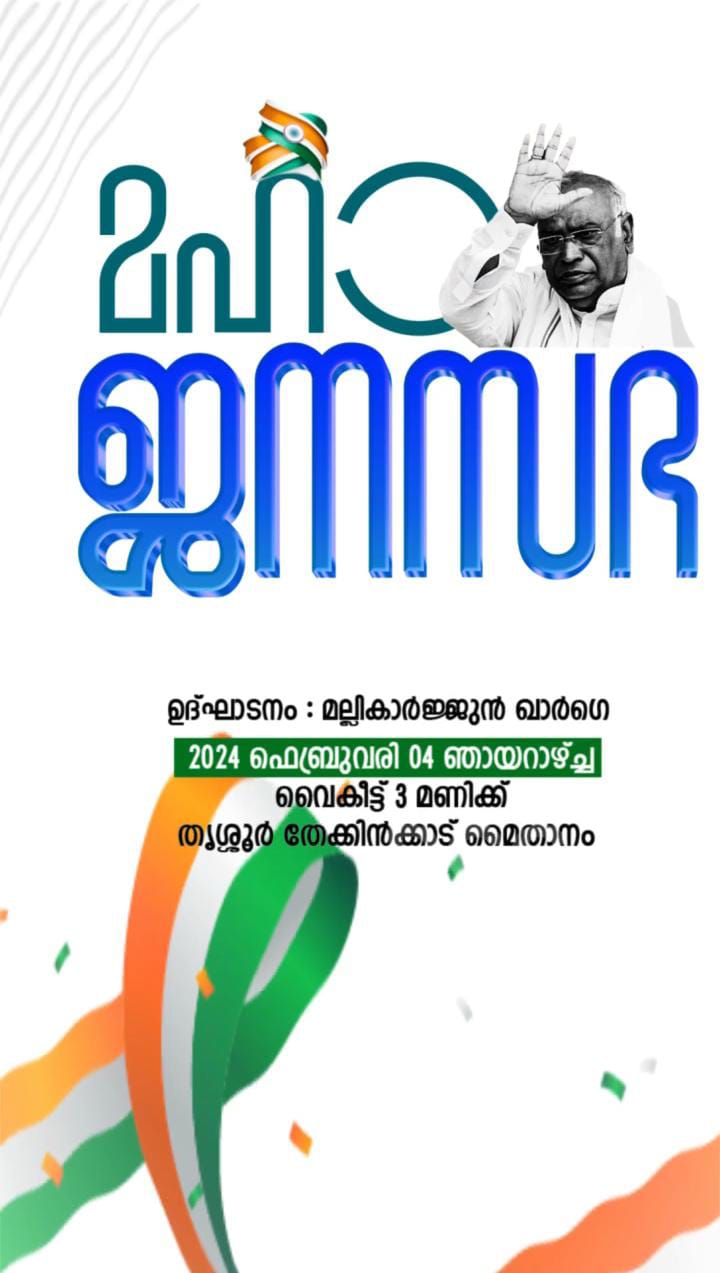 മഹാ
ജനസഭ
ഉദ്ഘാടനം : മല്ലികാർജ്ജുൻ ഖാർഗെ
2024 ഫെബ്രുവരി 04 ഞായറാഴ്ച്ച
വൈകീട്ട് 3 മണിക്ക്
തൃശ്ശൂർ തേക്കിൻക്കാട് മൈതാനം